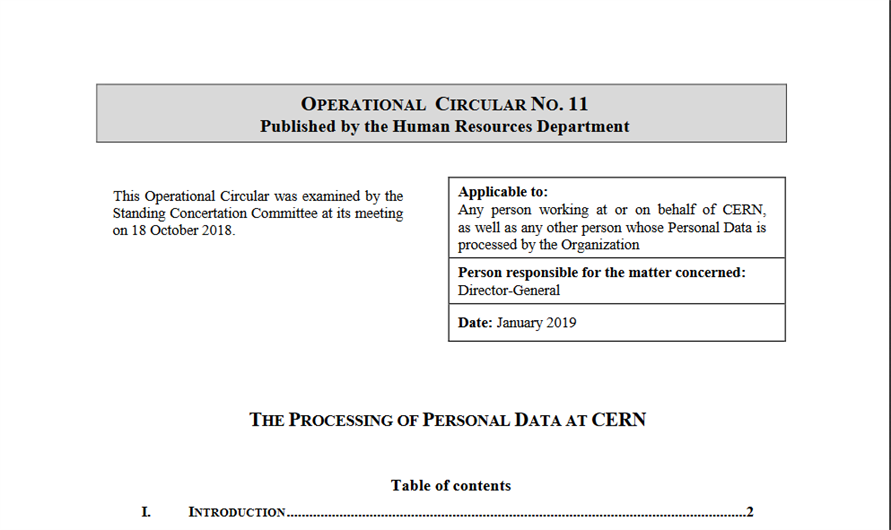 OPERATIONAL CIRCULAR NO. 11
Published by the Human Resources Department
This Operational Circular was examined by the
Standing Concertation Committee at its meeting
on 18 October 2018.
Applicable to:
Any person working at or on behalf of CERN,
as well as any other person whose Personal Data is
processed by the Organization
Person responsible for the matter concerned:
Director-General
Date: January 2019
THE PROCESSING OF PERSONAL DATA AT CERN
Table of contents
I. INTRODUCTION..........................................................................................................................2